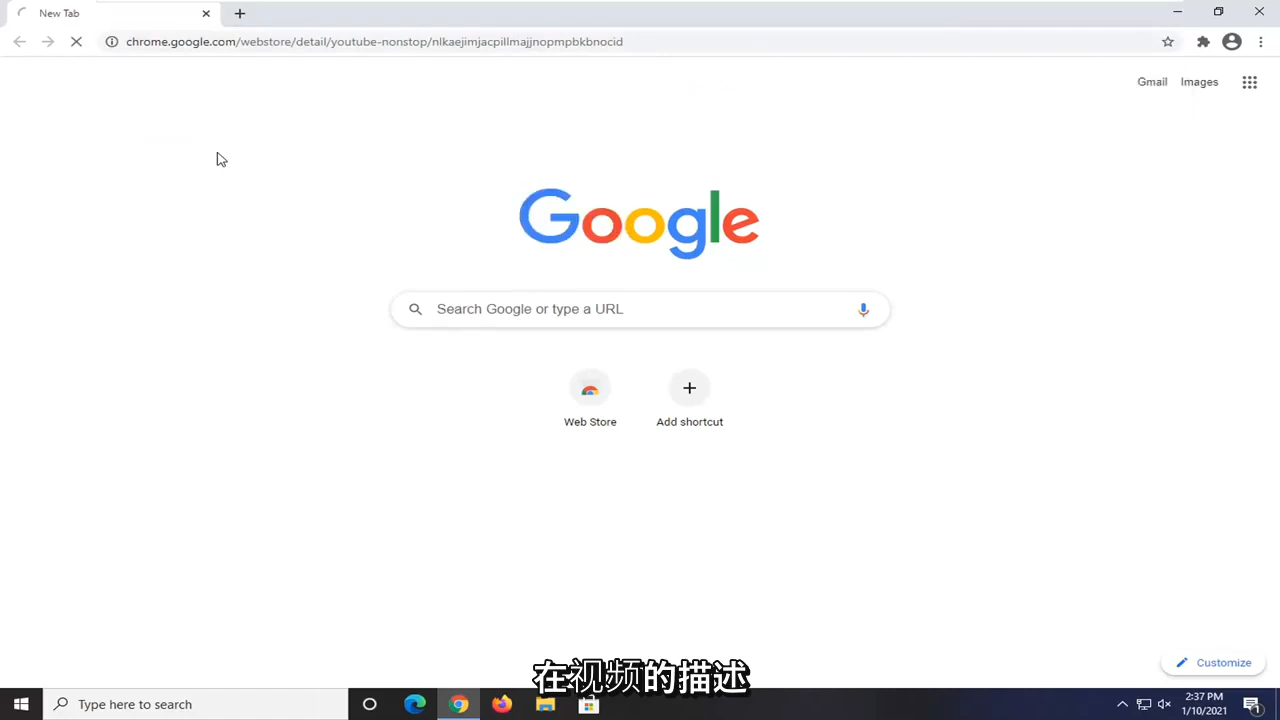 New Tab
chrome.google.com/webstore/detail/youtube-nonstop/nlkaejimjacpillmajjnopmpbkbnocid
Gmail Images
Google
Search Google or type a URL
Web Store Add shortcut
Customize
在视频的描述
Type here to search
2:37 PM
1/10/2021
1